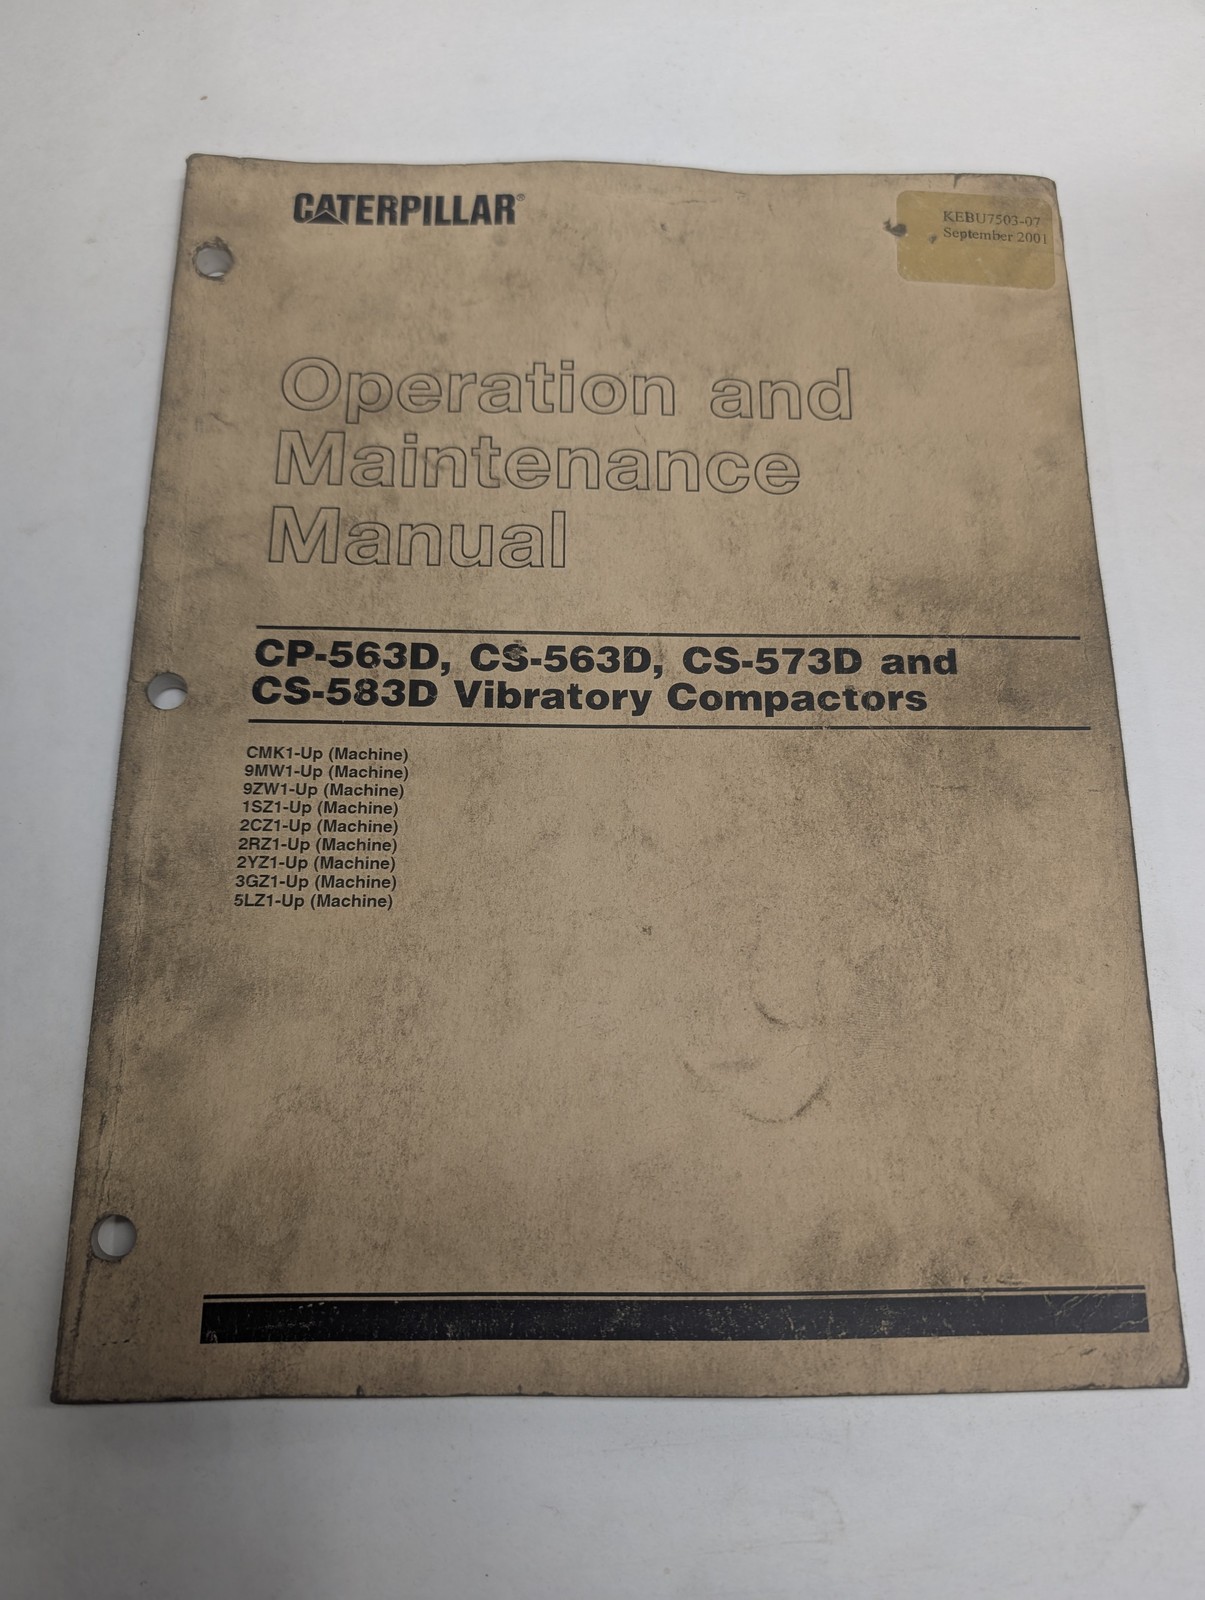 CATERPILLAR®
KEBU7503-07
September 2001
Operation and
Maintenance
Manual
CP-563D, CS-563D, CS-573D and
CS-583D Vibratory Compactors
CMK1-Up (Machine)
9MW1-Up (Machine)
9ZW1-Up (Machine)
1SZ1-Up (Machine)
2CZ1-Up (Machine)
2RZ1-Up (Machine)
2YZ1-Up (Machine)
3GZ1-Up (Machine)
5LZ1-Up (Machine)